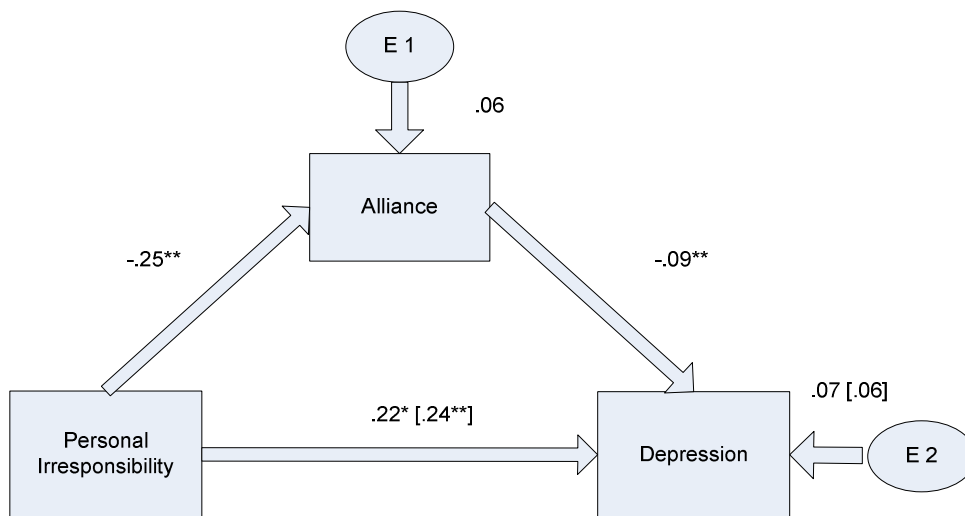 E 1
.06
Alliance
-.25**
-.09**
.22* [.24**]
.07 [.06]
Personal
Irresponsibility
Depression
E 2